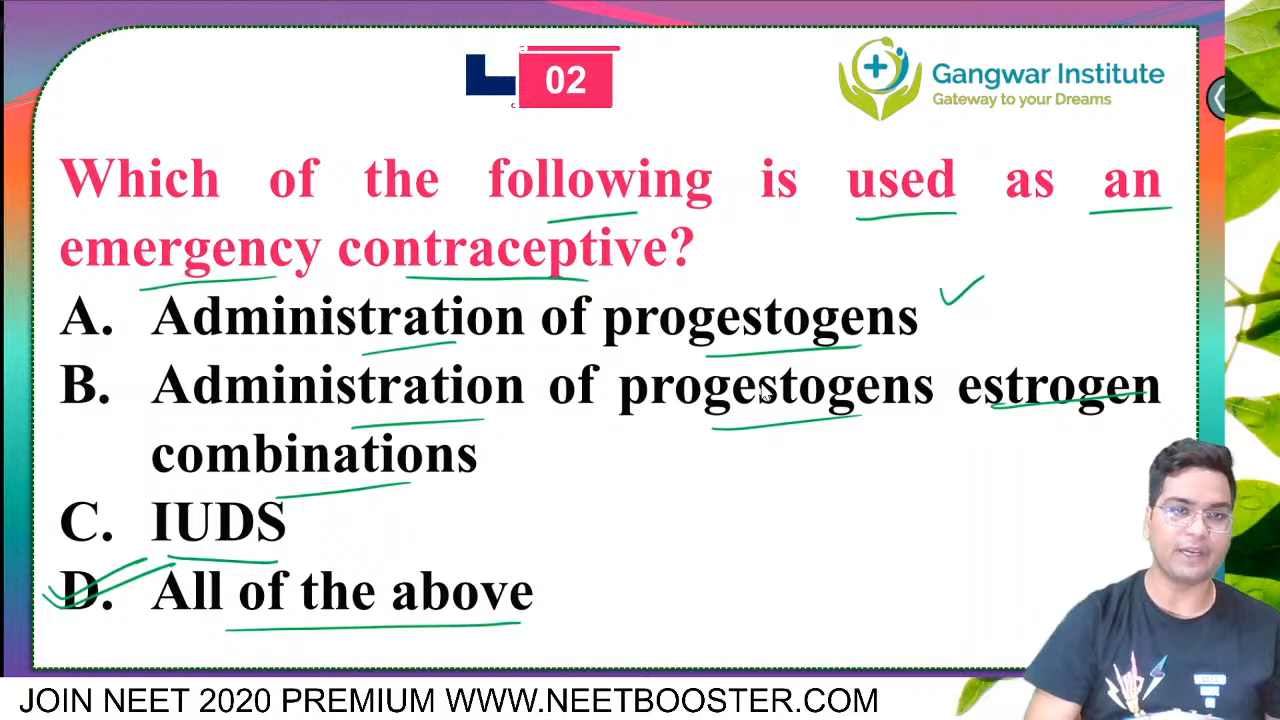 02
Gangwar Institute
Gateway to your Dreams
Which of the following is used as an
emergency contraceptive?
A. Administration of progestogens
B. Administration of progestogens estrogen
combinations
C. IUDS
D. All of the above
JOIN NEET 2020 PREMIUM WWW.NEETBOOSTER.COM